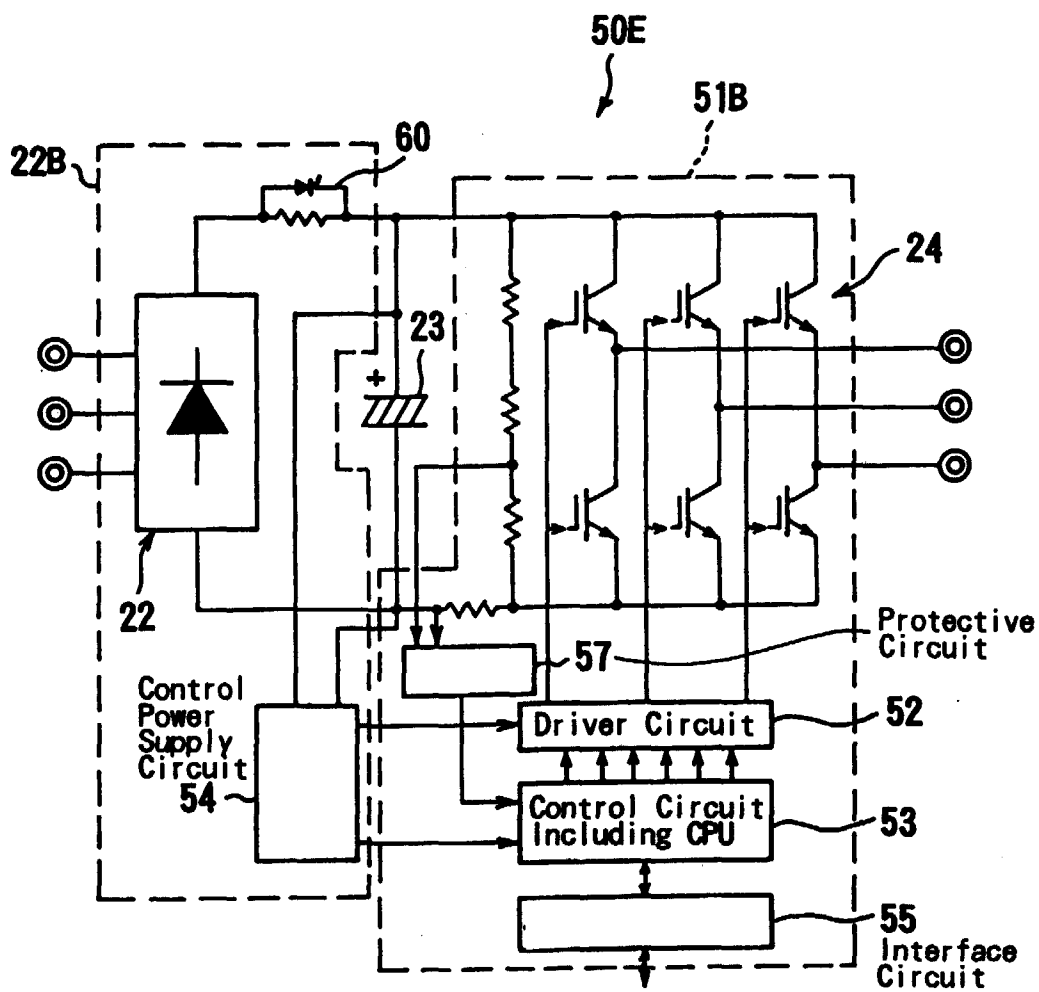 50E
51B
22B
60
24
23
+
22
Protective
Circuit
57
Control
Power
Supply
Circuit
54
Driver Circuit
52
Control Circuit
Including CPU
53
55
Interface
Circuit